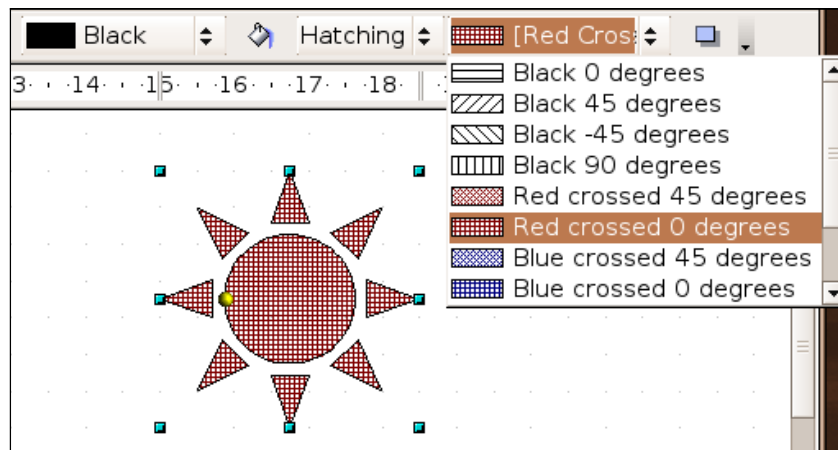 Black Hatching [Red Cros
3 · 14 · 15 · 16 · 17 · 18 ·
Black 0 degrees
Black 45 degrees
Black -45 degrees
Black 90 degrees
Red crossed 45 degrees
Red crossed 0 degrees
Blue crossed 45 degrees
Blue crossed 0 degrees